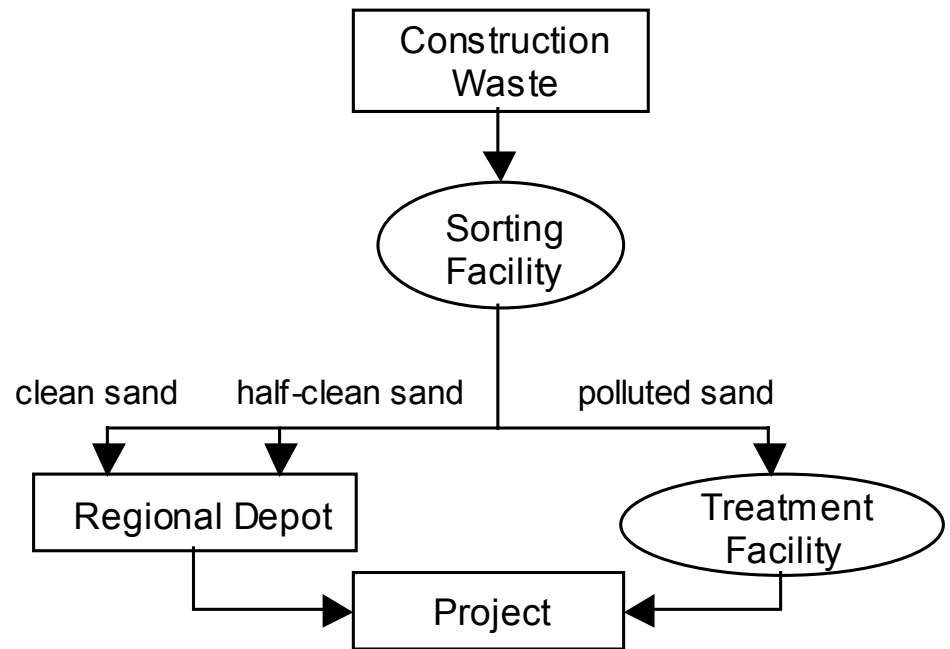 Construction
Waste
Sorting
Facility
clean sand
half-clean sand
polluted sand
Regional Depot
Treatment
Facility
Project